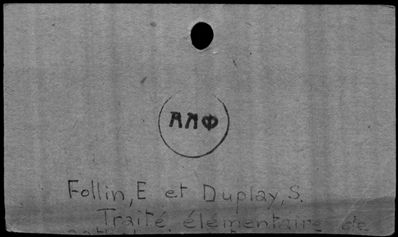 ΑΛΦ
Follin, E et Duplay, S.
Traité élémentaire de